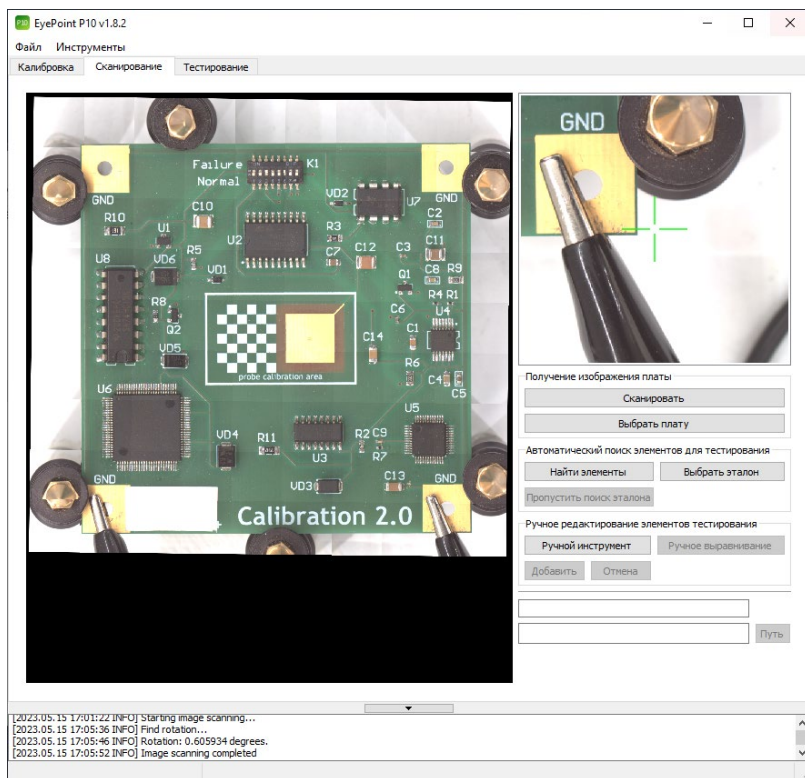 EyePoint P10 v1.8.2
Файл Инструменты
Калибровка Сканирование Тестирование
Failure
Normal
K1
GND
VD2
U7
GND
R10
C10
U1
U2
R3
C2
U8
VD6
R5
VD1
C7
C12
C3
C11
Q1
C8 R9
R8
Q2
C6
R4 R1
U4
VD5
C14
C1
probe calibration area
R6
C4
C5
U6
U5
VD4
R11
U3
R2 C9
R7
GND
VD3
C13
GND
Calibration 2.0
GND
Получение изображения платы
Сканировать
Выбрать плату
Автоматический поиск элементов для тестирования
Найти элементы Выбрать эталон
Пропустить поиск эталона
Ручное редактирование элементов тестирования
Ручной инструмент Ручное выравнивание
Добавить Отмена
Путь
[2023.05.15 17:01:22 INFO] Starting image scanning...
[2023.05.15 17:05:36 INFO] Find rotation...
[2023.05.15 17:05:46 INFO] Rotation: 0.605934 degrees.
[2023.05.15 17:05:52 INFO] Image scanning completed